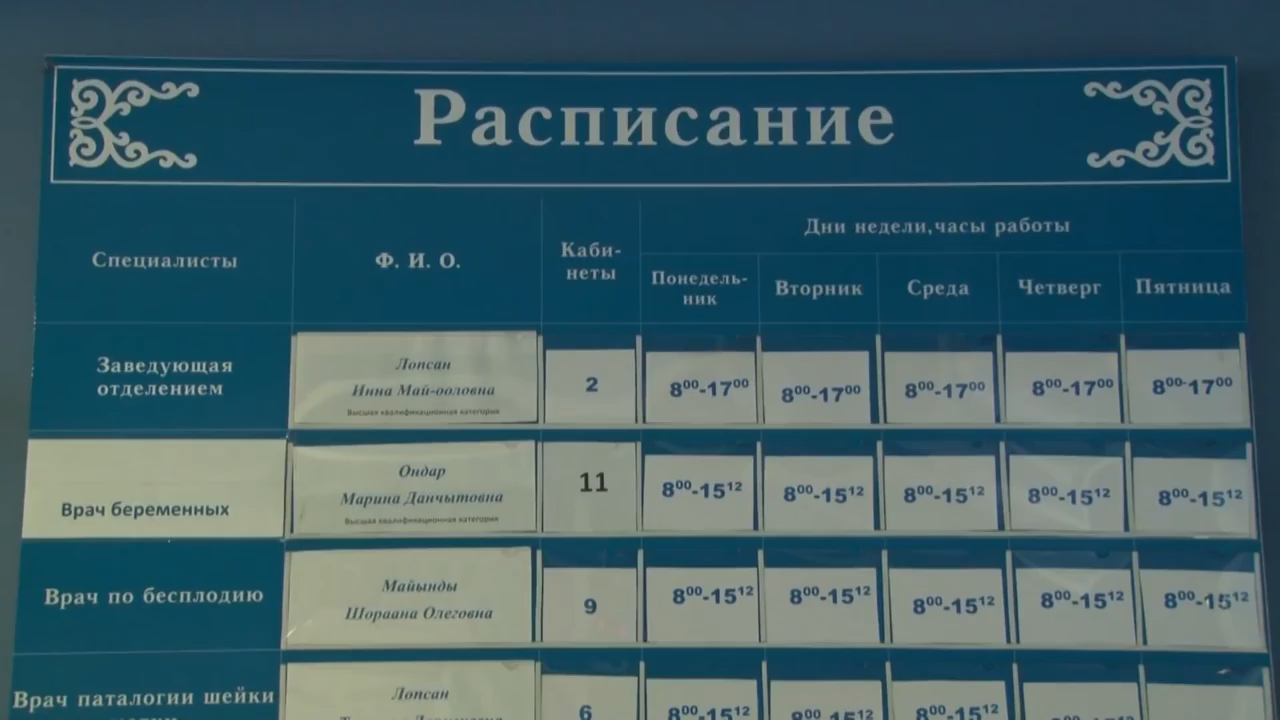 Расписание
Специалисты
Ф. И. О.
Каби-
неты
Дни недели,часы работы
Понедель-
ник
Вторник
Среда
Четверг
Пятница
Заведующая
отделением
Лопсан
Инна Май-ооловна
Высшая квалификационная категория
2
8⁰⁰-17⁰⁰
8⁰⁰-17⁰⁰
8⁰⁰-17⁰⁰
8⁰⁰-17⁰⁰
8⁰⁰-17⁰⁰
Врач беременных
Ондар
Марина Данчытовна
Высшая квалификационная категория
11
8⁰⁰-15¹²
8⁰⁰-15¹²
8⁰⁰-15¹²
8⁰⁰-15¹²
8⁰⁰-15¹²
Врач по бесплодию
Майынды
Шораана Олеговна
9
8⁰⁰-15¹²
8⁰⁰-15¹²
8⁰⁰-15¹²
8⁰⁰-15¹²
8⁰⁰-15¹²
Врач паталогии шейки
Лопсан
6
8⁰⁰-15¹²
8⁰⁰-15¹²
8⁰⁰-15¹²